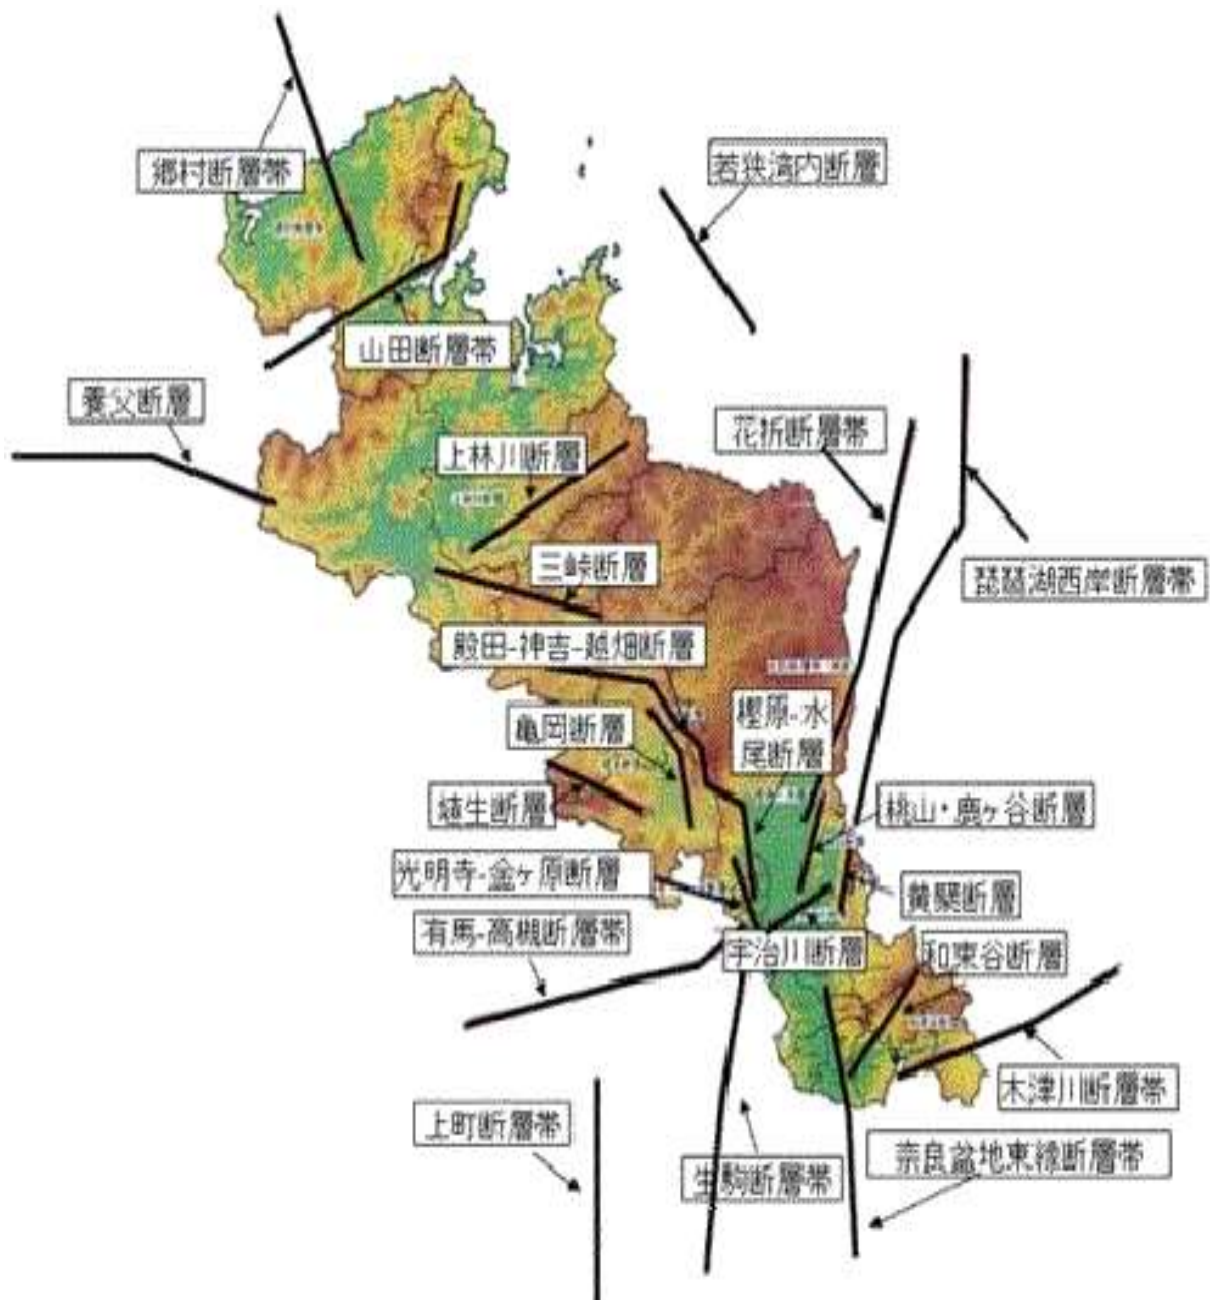 郷村断層帯
若狭湾内断層
山田断層帯
養父断層
花折断層帯
上林川断層
三峠断層
琵琶湖西岸断層帯
殿田-神吉-越畑断層
樫原-水
尾断層
亀岡断層
桃山・鹿ヶ谷断層
光明寺-金ヶ原断層
黄檗断層
有馬-高槻断層帯
宇治川断層
和束谷断層
木津川断層帯
上町断層帯
生駒断層帯
奈良盆地東縁断層帯